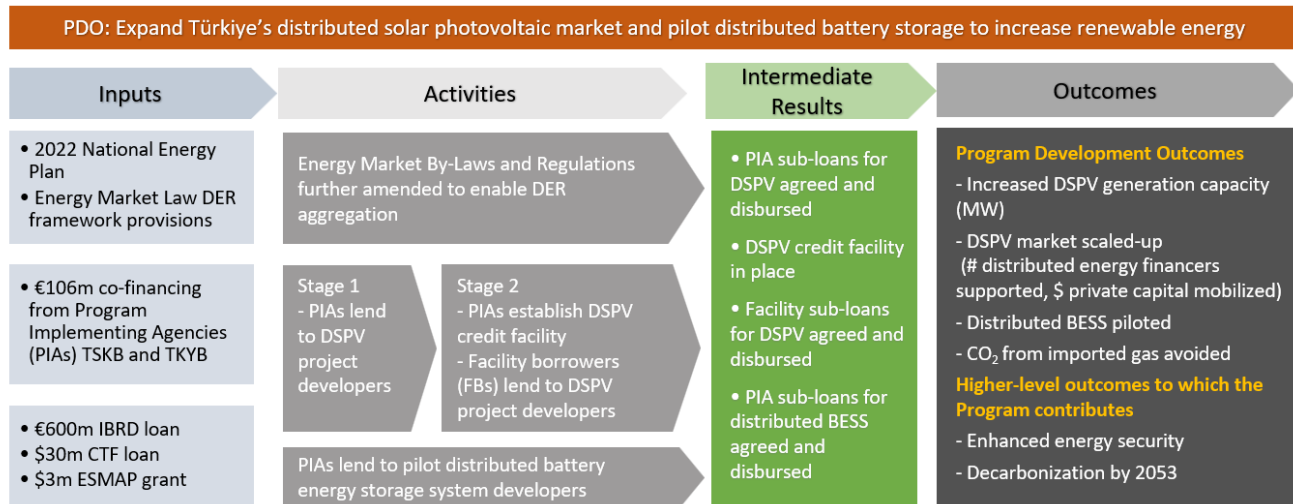 PDO: Expand Türkiye's distributed solar photovoltaic market and pilot distributed battery storage to increase renewable energy
Inputs
• 2022 National Energy
Plan
• Energy Market Law DER
framework provisions
• €106m co-financing
from Program
Implementing Agencies
(PIAs) TSKB and TKYB
• €600m IBRD loan
• $30m CTF loan
• $3m ESMAP grant
Activities
Energy Market By-Laws and Regulations
further amended to enable DER
aggregation
Stage 1
- PIAs lend
to DSPV
project
developers
Stage 2
- PIAs establish DSPV
credit facility
- Facility borrowers
(FBs) lend to DSPV
project developers
PIAs lend to pilot distributed battery
energy storage system developers
Intermediate
Results
• PIA sub-loans for
DSPV agreed and
disbursed
• DSPV credit facility
in place
• Facility sub-loans
for DSPV agreed and
disbursed
• PIA sub-loans for
distributed BESS
agreed and
disbursed
Outcomes
Program Development Outcomes
- Increased DSPV generation capacity
(MW)
- DSPV market scaled-up
(# distributed energy financers
supported, $ private capital mobilized)
- Distributed BESS piloted
- CO₂ from imported gas avoided
Higher-level outcomes to which the
Program contributes
- Enhanced energy security
- Decarbonization by 2053